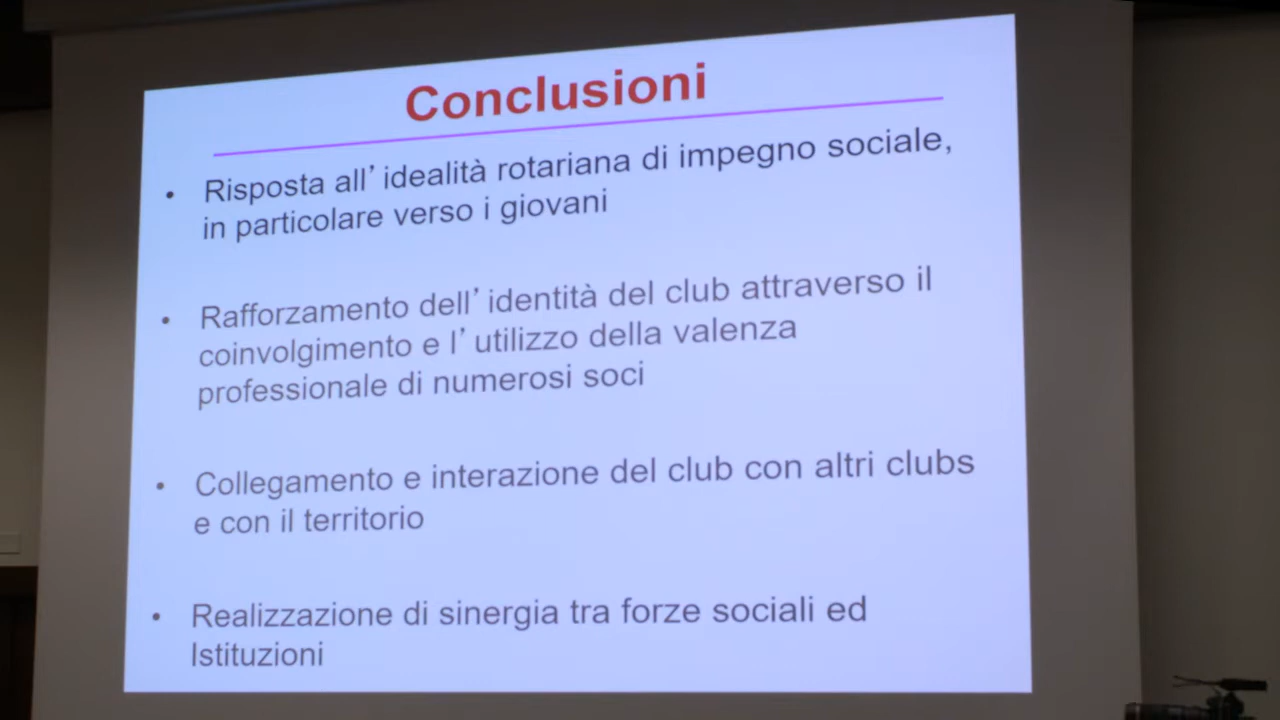 Conclusioni
• Risposta all’idealità rotariana di impegno sociale,
in particolare verso i giovani
• Rafforzamento dell’identità del club attraverso il
coinvolgimento e l’utilizzo della valenza
professionale di numerosi soci
• Collegamento e interazione del club con altri clubs
e con il territorio
• Realizzazione di sinergia tra forze sociali ed
Istituzioni